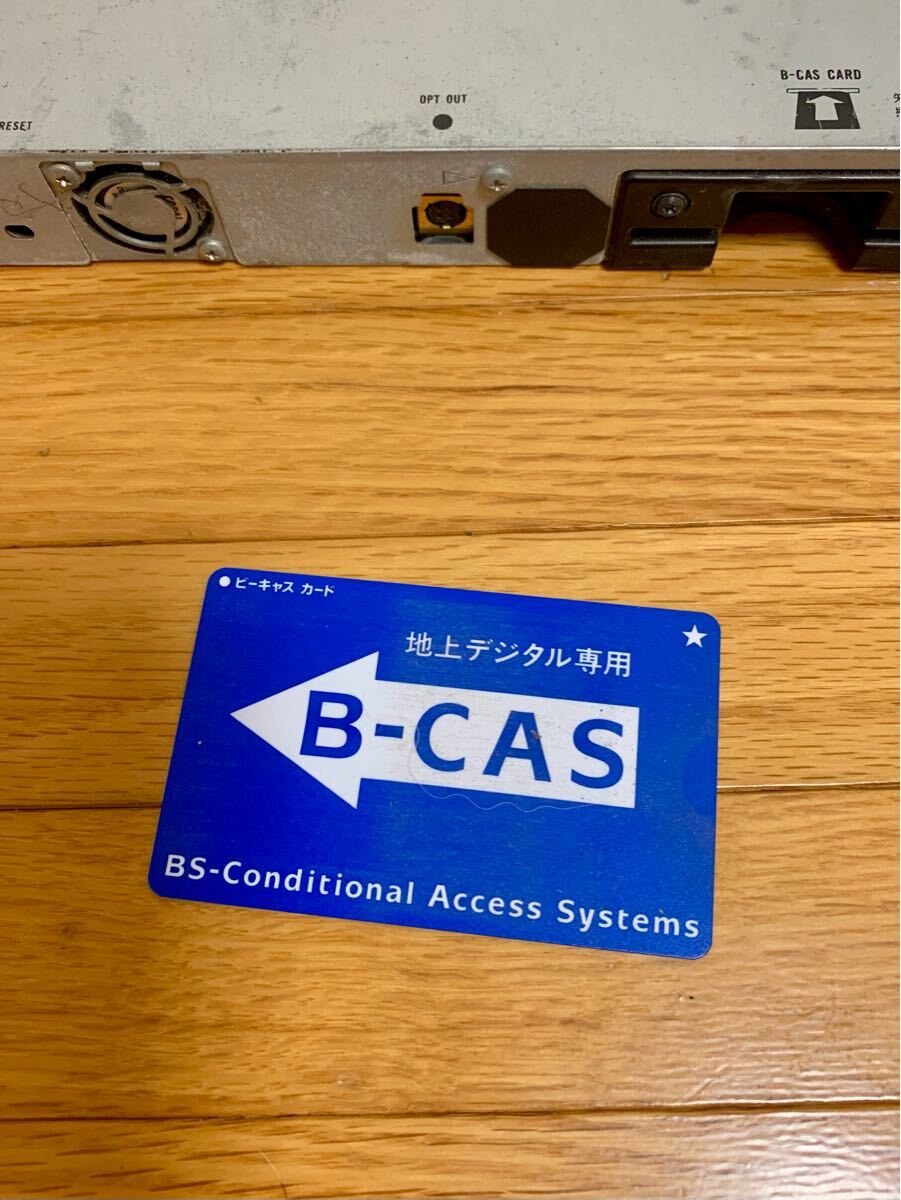 B-CAS CARD
OPT OUT
RESET
●ビーキャス カード
★
地上デジタル専用
B-CAS
BS-Conditional Access Systems